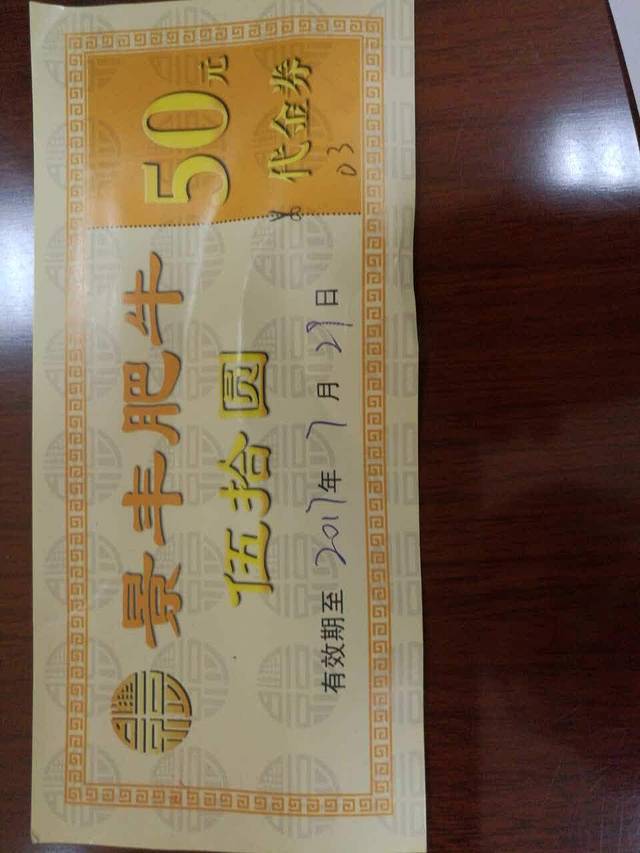 景丰肥牛
伍拾圆
有效期至 2017年 7月 29日
50元
代金券
03